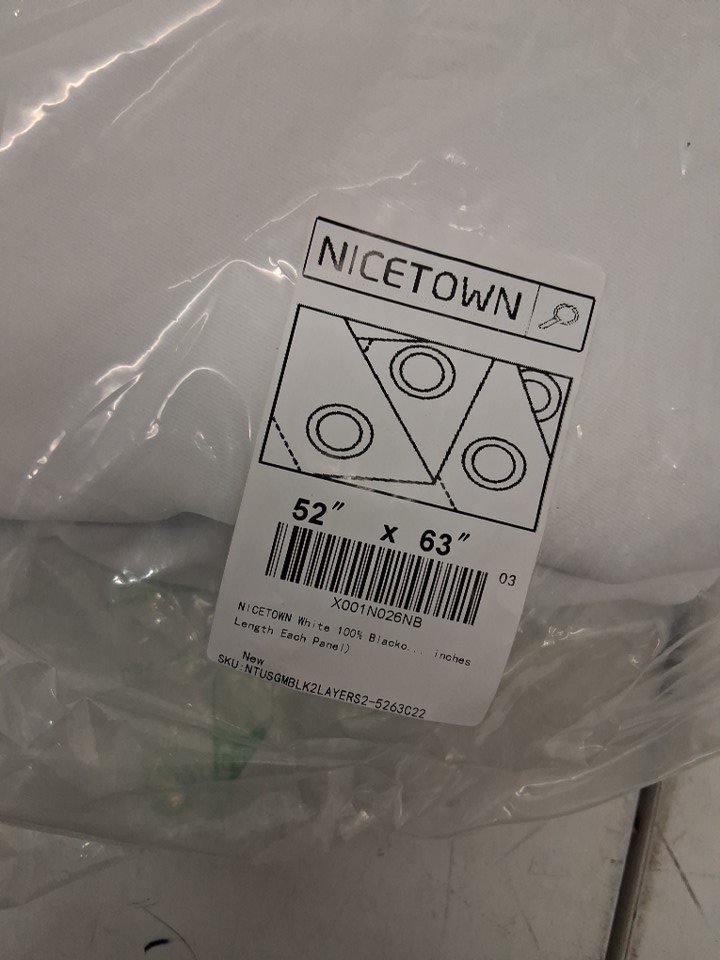 NICETOWN
52" x 63"
03
X001N026NB
NICETOWN White 100% Blacko... inches
Length Each Panel)
New
SKU:NTUSGMBLK2LAYERS2-5263C22